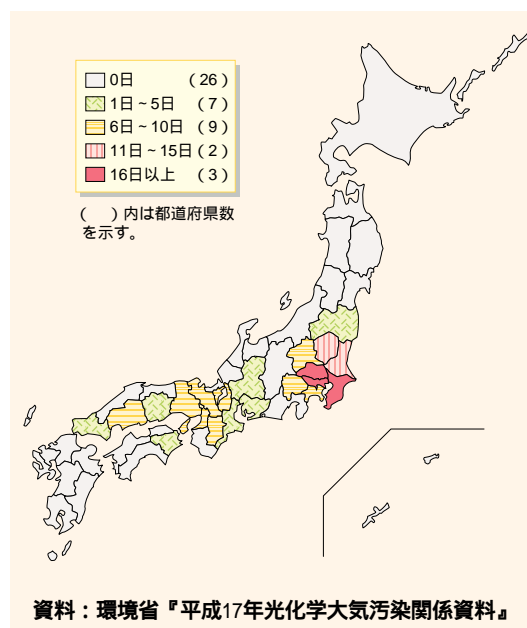 0日 （26）
1日～5日 （7）
6日～10日 （9）
11日～15日（2）
16日以上 （3）
（ ）内は都道府県数
を示す。
資料：環境省『平成17年光化学大気汚染関係資料』